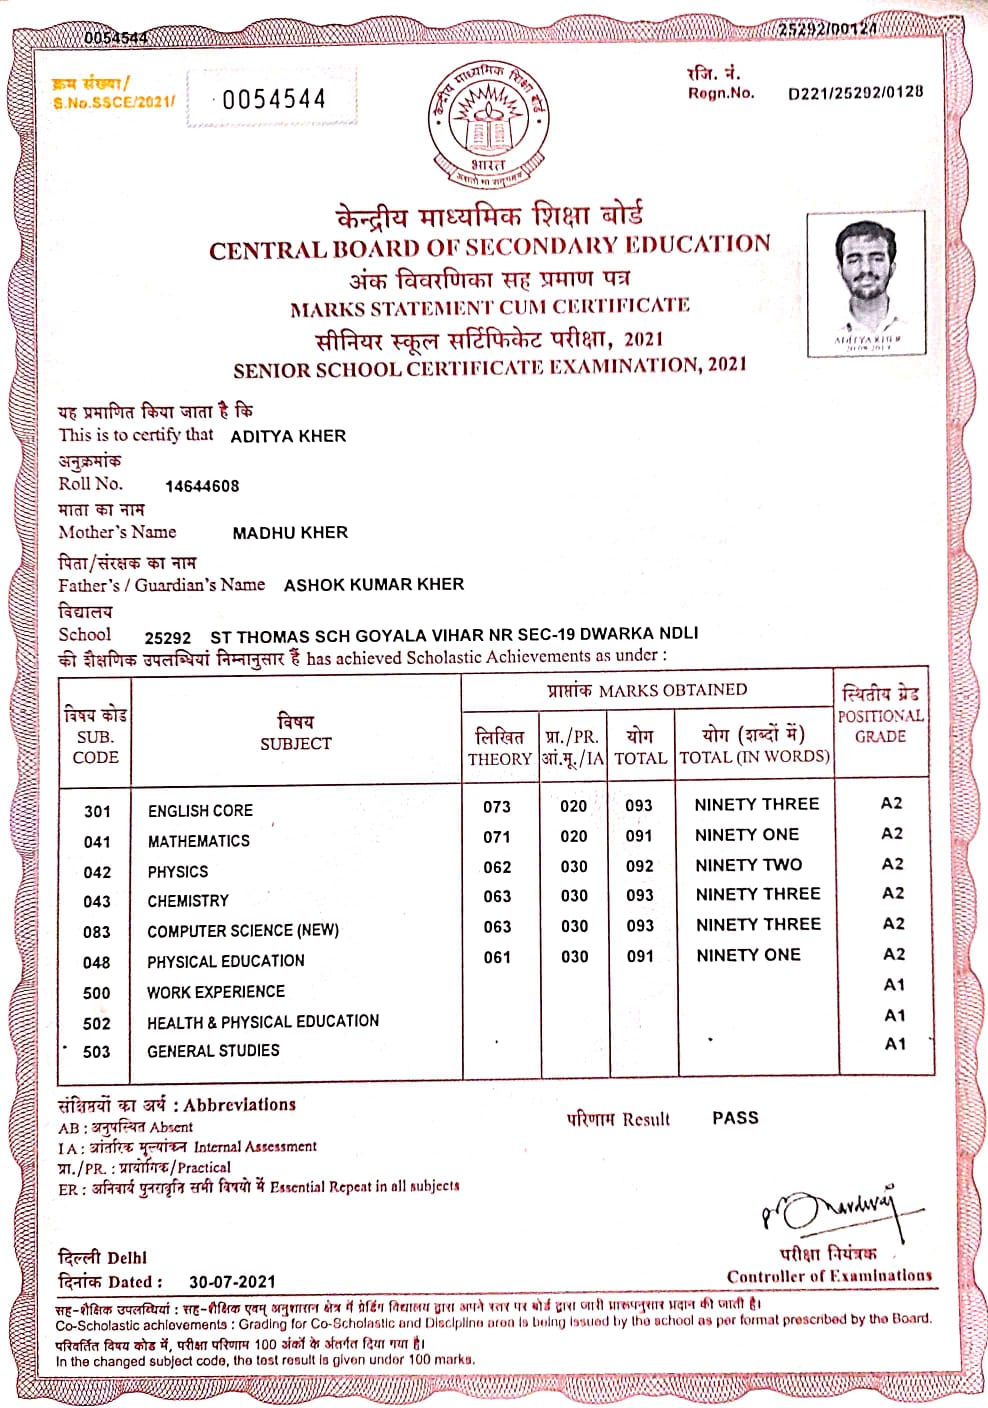 0054544
25292/00124
क्रम संख्या/
S.No.SSCE/2021/
0054544
रजि. नं.
Regn.No. D221/25292/0128
केन्द्रीय माध्यमिक शिक्षा बोर्ड
भारत
असतो मा सद्गमय
केन्द्रीय माध्यमिक शिक्षा बोर्ड
CENTRAL BOARD OF SECONDARY EDUCATION
अंक विवरणिका सह प्रमाण पत्र
MARKS STATEMENT CUM CERTIFICATE
सीनियर स्कूल सर्टिफिकेट परीक्षा, 2021
SENIOR SCHOOL CERTIFICATE EXAMINATION, 2021
ADITYA KHER
यह प्रमाणित किया जाता है कि
This is to certify that ADITYA KHER
अनुक्रमांक
Roll No. 14644608
माता का नाम
Mother's Name MADHU KHER
पिता/संरक्षक का नाम
Father's / Guardian's Name ASHOK KUMAR KHER
विद्यालय
School 25292 ST THOMAS SCH GOYALA VIHAR NR SEC-19 DWARKA NDLI
की शैक्षणिक उपलब्धियां निम्नानुसार हैं has achieved Scholastic Achievements as under :
विषय कोड
SUB.
CODE
विषय
SUBJECT
प्राप्तांक MARKS OBTAINED
लिखित
THEORY
प्रा./PR.
आं.मू./IA
योग
TOTAL
योग (शब्दों में)
TOTAL (IN WORDS)
स्थितीय ग्रेड
POSITIONAL
GRADE
301 ENGLISH CORE 073 020 093 NINETY THREE A2
041 MATHEMATICS 071 020 091 NINETY ONE A2
042 PHYSICS 062 030 092 NINETY TWO A2
043 CHEMISTRY 063 030 093 NINETY THREE A2
083 COMPUTER SCIENCE (NEW) 063 030 093 NINETY THREE A2
048 PHYSICAL EDUCATION 061 030 091 NINETY ONE A2
500 WORK EXPERIENCE A1
502 HEALTH & PHYSICAL EDUCATION A1
503 GENERAL STUDIES A1
संक्षिप्तियों का अर्थ : Abbreviations
AB : अनुपस्थित Absent
I A : आंतरिक मूल्यांकन Internal Assessment
प्रा./PR. : प्रायोगिक/Practical
ER : अनिवार्य पुनरावृत्ति सभी विषयो में Essential Repeat in all subjects
परिणाम Result PASS
परीक्षा नियंत्रक
Controller of Examinations
दिल्ली Delhi
दिनांक Dated : 30-07-2021
सह-शैक्षिक उपलब्धियां : सह-शैक्षिक एवम् अनुशासन क्षेत्र में ग्रेडिंग विद्यालय द्वारा अपने स्तर पर बोर्ड द्वारा जारी प्रारूपनुसार प्रदान की जाती है।
Co-Scholastic achievements : Grading for Co-Scholastic and Discipline area is being issued by the school as per format prescribed by the Board.
परिवर्तित विषय कोड में, परीक्षा परिणाम 100 अंकों के अंतर्गत दिया गया है।
In the changed subject code, the test result is given under 100 marks.